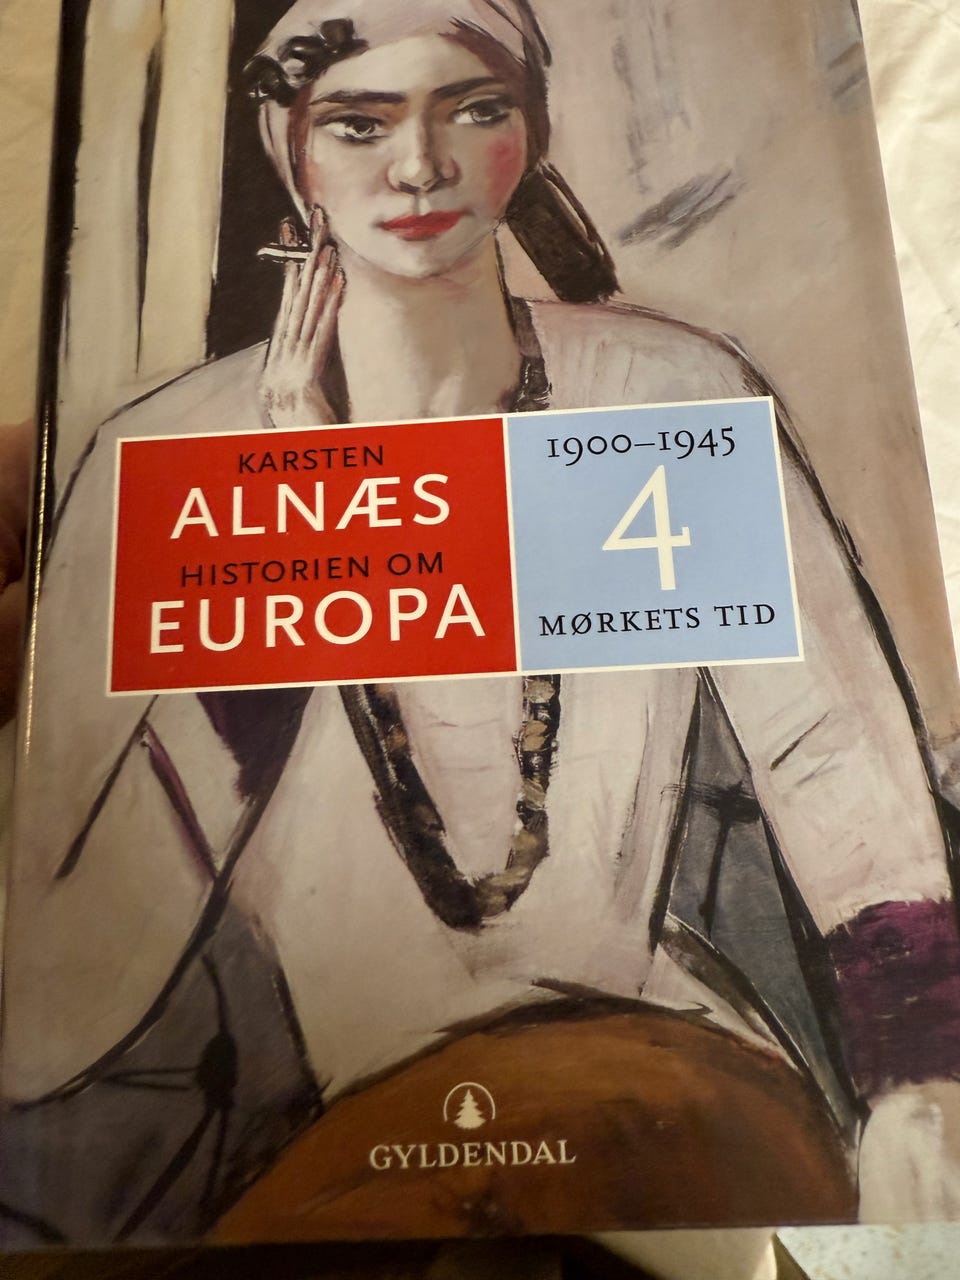 KARSTEN
ALNÆS
HISTORIEN OM
EUROPA
1900–1945
4
MØRKETS TID
GYLDENDAL